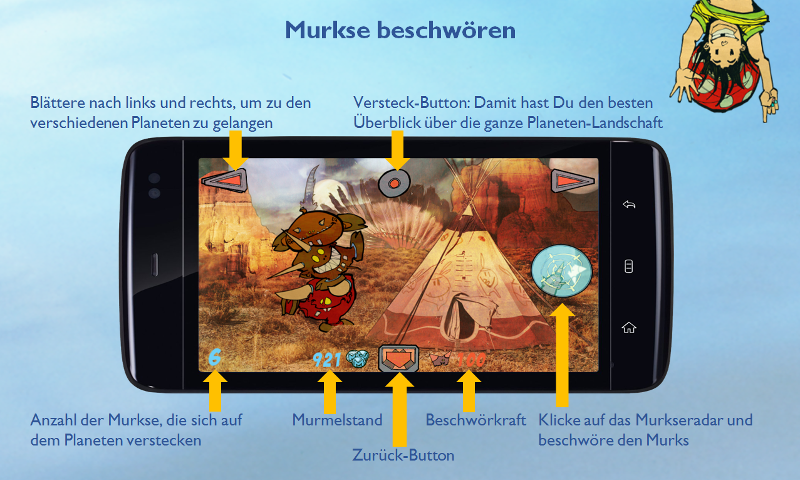 Murkse beschwören
Blättere nach links und rechts, um zu den
verschiedenen Planeten zu gelangen
Versteck-Button: Damit hast Du den besten
Überblick über die ganze Planeten-Landschaft
6
921
100
Anzahl der Murkse, die sich auf
dem Planeten verstecken
Murmelstand
Zurück-Button
Beschwörkraft
Klicke auf das Murkseradar und
beschwöre den Murks